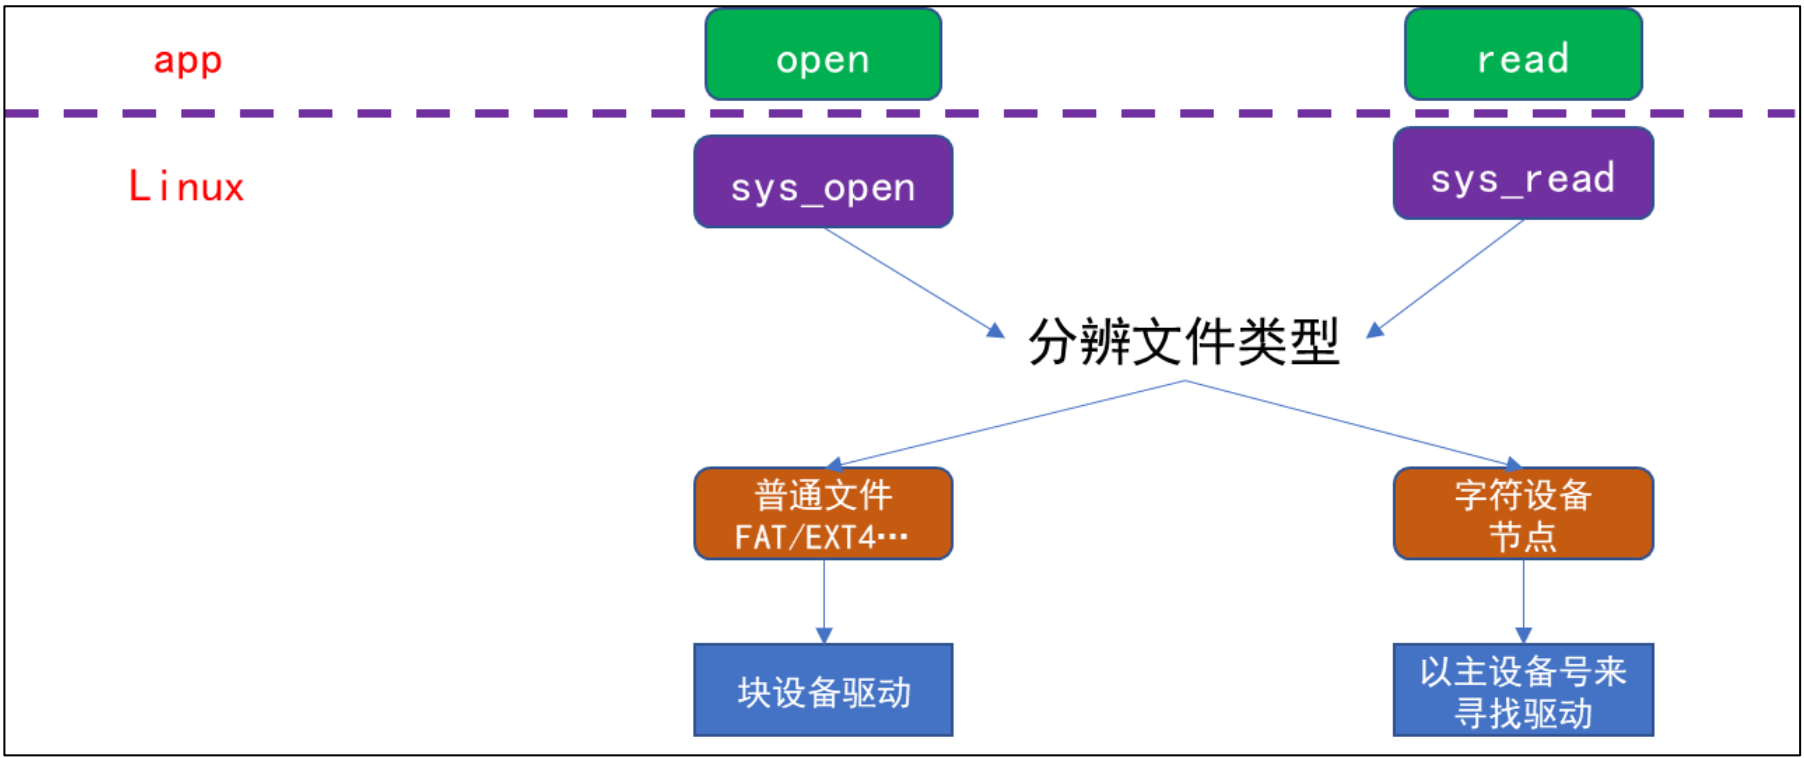 app
open
read
Linux
sys_open
sys_read
分辨文件类型
普通文件
FAT/EXT4…
字符设备
节点
块设备驱动
以主设备号来
寻找驱动